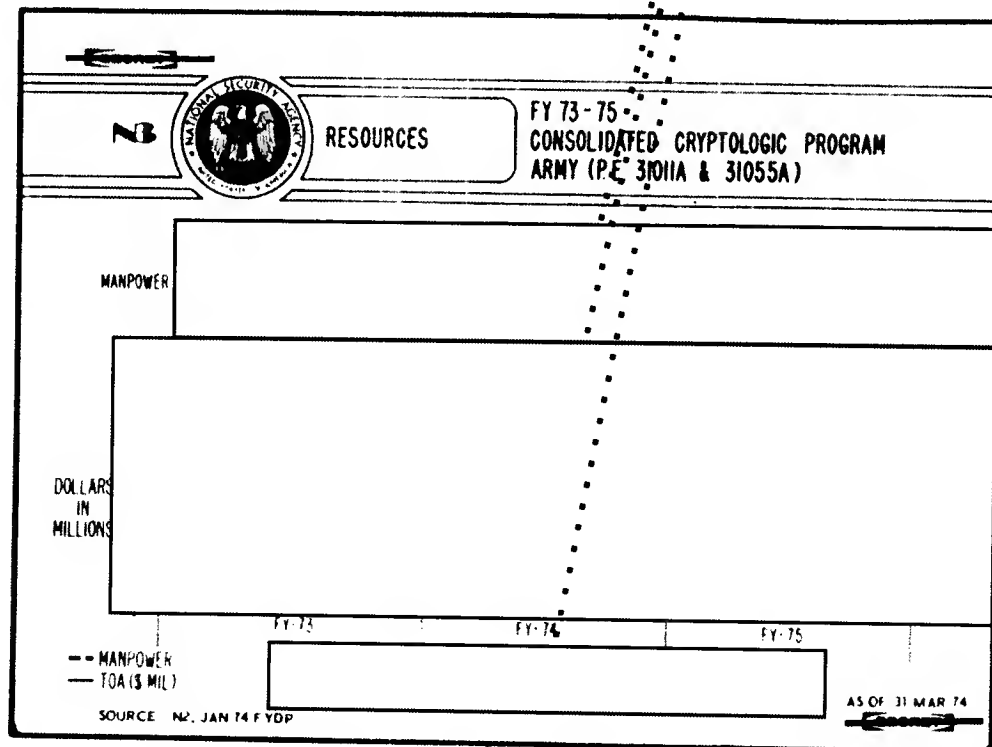 N3
NATIONAL SECURITY AGENCY
RESOURCES
FY 73-75
CONSOLIDATED CRYPTOLOGIC PROGRAM
ARMY (P.E. 31011A & 31055A)
MANPOWER
DOLLARS
IN
MILLIONS
FY-73 FY-74 FY-75
MANPOWER
TOA ($ MIL)
SOURCE N2, JAN 74 FYDP
AS OF 31 MAR 74